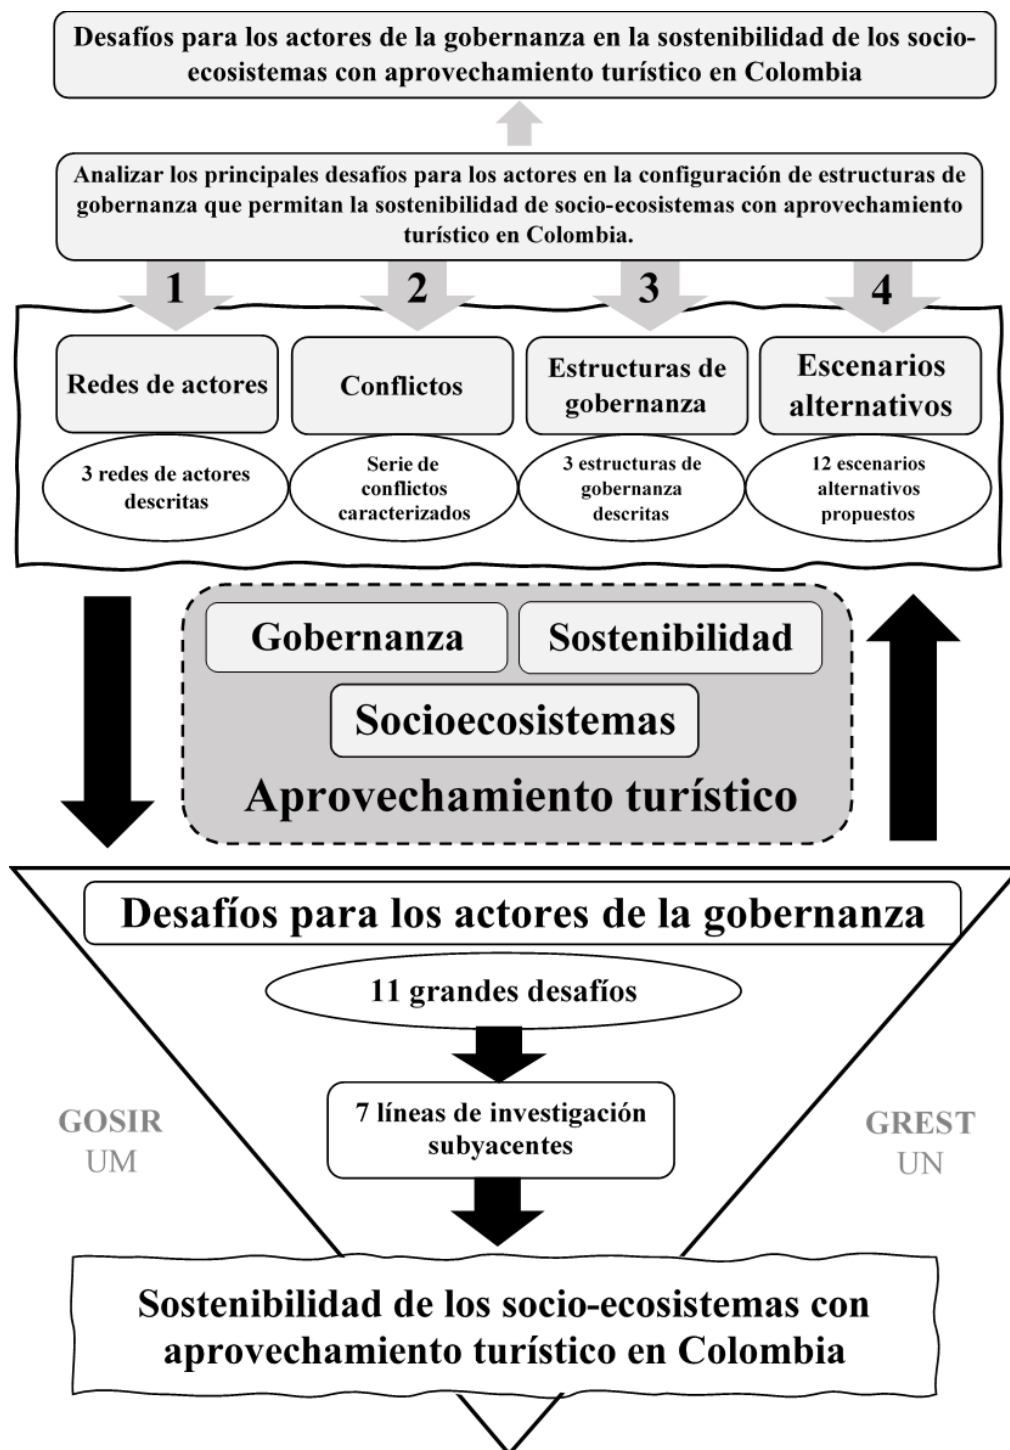 Desafíos para los actores de la gobernanza en la sostenibilidad de los socio-
ecosistemas con aprovechamiento turístico en Colombia
Analizar los principales desafíos para los actores en la configuración de estructuras de
gobernanza que permitan la sostenibilidad de socio-ecosistemas con aprovechamiento
turístico en Colombia.
1
2
3
4
Redes de actores
Conflictos
Estructuras de
gobernanza
Escenarios
alternativos
3 redes de actores
descritas
Serie de
conflictos
caracterizados
3 estructuras de
gobernanza
descritas
12 escenarios
alternativos
propuestos
Gobernanza
Sostenibilidad
Socioecosistemas
Aprovechamiento turístico
Desafíos para los actores de la gobernanza
11 grandes desafíos
7 líneas de investigación
subyacentes
GOSIR
UM
GREST
UN
Sostenibilidad de los socio-ecosistemas con
aprovechamiento turístico en Colombia